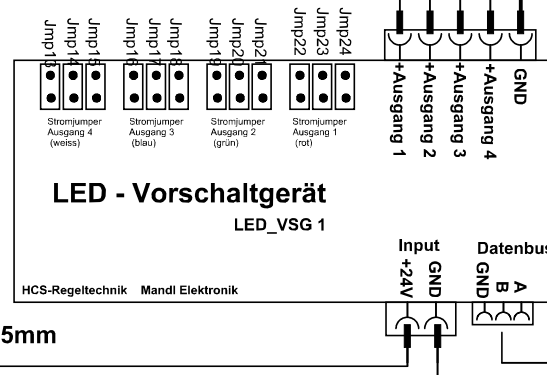 Jmp13 Jmp14 Jmp15 Jmp16 Jmp17 Jmp18 Jmp19 Jmp20 Jmp21 Jmp22 Jmp23 Jmp24
+Ausgang 1
+Ausgang 2
+Ausgang 3
+Ausgang 4
GND
Stromjumper
Ausgang 4
(weiss)
Stromjumper
Ausgang 3
(blau)
Stromjumper
Ausgang 2
(grün)
Stromjumper
Ausgang 1
(rot)
LED - Vorschaltgerät
LED_VSG 1
Input
+24V
GND
Datenbus
GND
B
A
HCS-Regeltechnik Mandl Elektronik
5mm